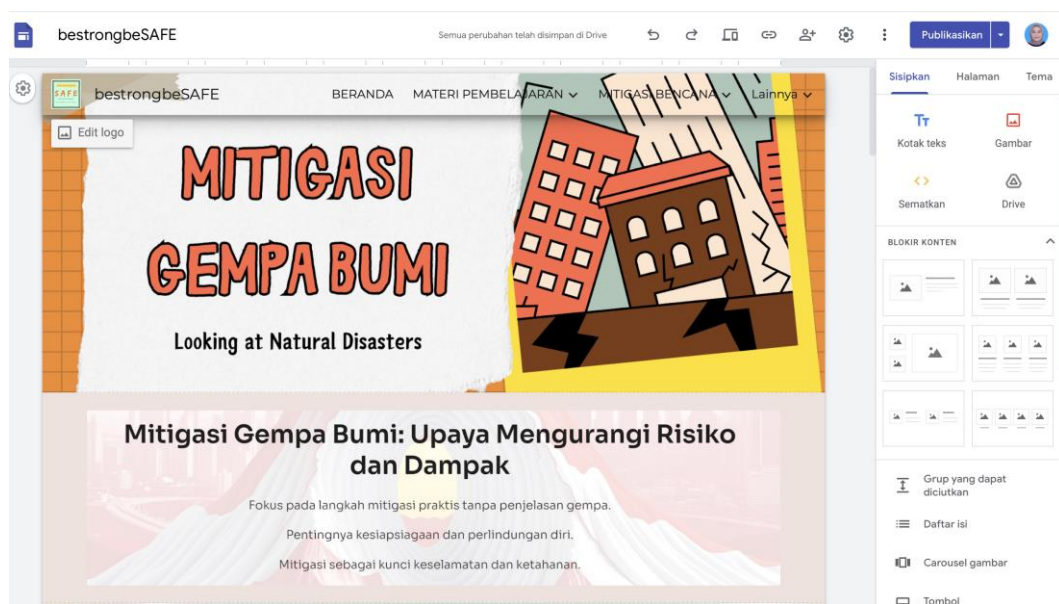 bestrongbeSAFE
Semua perubahan telah disimpan di Drive
Publikasikan
SAFE
bestrongbeSAFE
BERANDA MATERI PEMBELAJARAN MITIGASI BENCANA Lainnya
Edit logo
MITIGASI
GEMPA BUMI
Looking at Natural Disasters
Mitigasi Gempa Bumi: Upaya Mengurangi Risiko
dan Dampak
Fokus pada langkah mitigasi praktis tanpa penjelasan gempa.
Pentingnya kesiapsiagaan dan perlindungan diri.
Mitigasi sebagai kunci keselamatan dan ketahanan.
Sisipkan Halaman Tema
Kotak teks Gambar
Sematkan Drive
BLOKIR KONTEN
Grup yang dapat
diciutkan
Daftar isi
Carousel gambar
Tombol